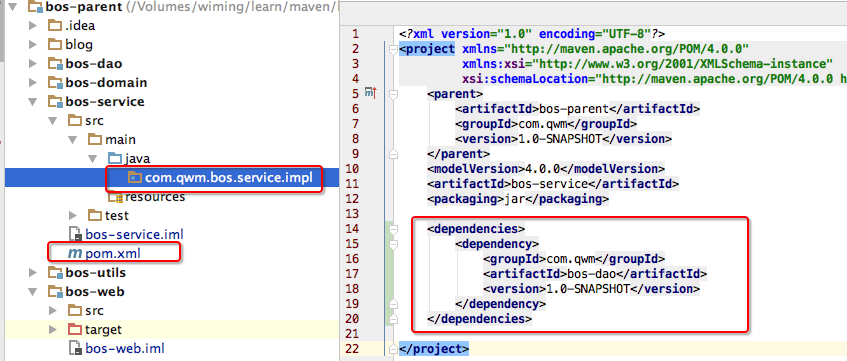 bos-parent (/Volumes/wiming/learn/maven/
.idea
blog
bos-dao
bos-domain
bos-service
src
main
java
com.qwm.bos.service.impl
resources
test
bos-service.iml
pom.xml
bos-utils
bos-web
src
target
bos-web.iml
1 <?xml version="1.0" encoding="UTF-8"?>
2 <project xmlns="http://maven.apache.org/POM/4.0.0"
3 xmlns:xsi="http://www.w3.org/2001/XMLSchema-instance"
4 xsi:schemaLocation="http://maven.apache.org/POM/4.0.0 h
5 <parent>
6 <artifactId>bos-parent</artifactId>
7 <groupId>com.qwm</groupId>
8 <version>1.0-SNAPSHOT</version>
9 </parent>
10 <modelVersion>4.0.0</modelVersion>
11 <artifactId>bos-service</artifactId>
12 <packaging>jar</packaging>
13
14 <dependencies>
15 <dependency>
16 <groupId>com.qwm</groupId>
17 <artifactId>bos-dao</artifactId>
18 <version>1.0-SNAPSHOT</version>
19 </dependency>
20 </dependencies>
21
22 </project>